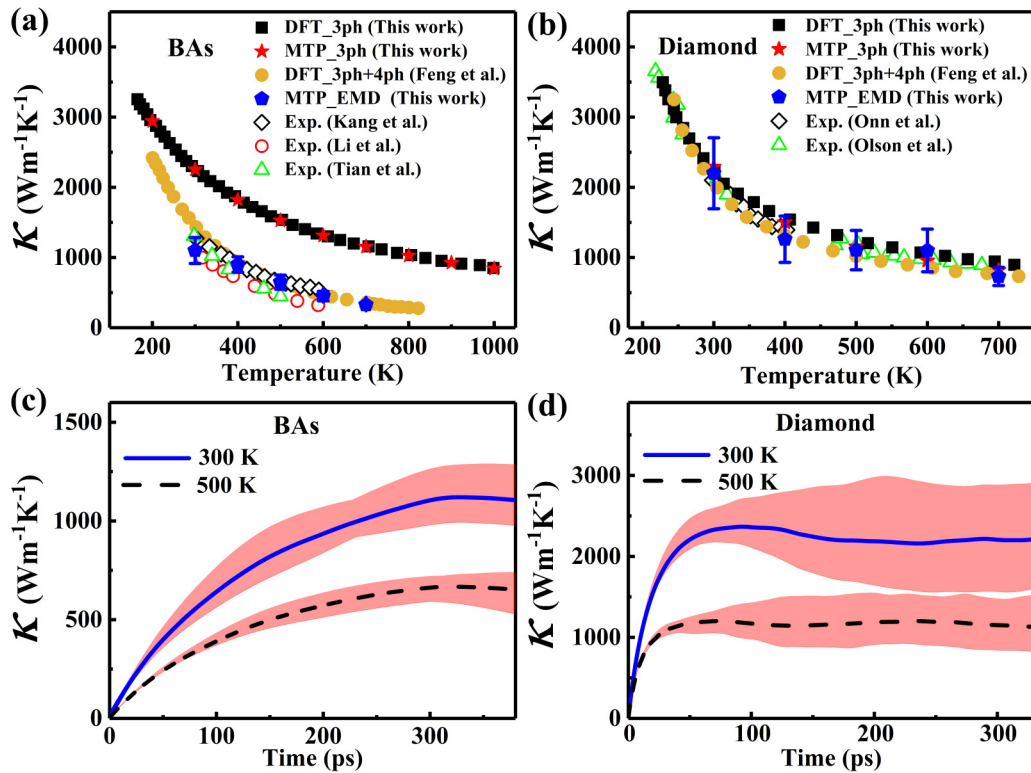 (a)
BAs
DFT_3ph (This work)
MTP_3ph (This work)
DFT_3ph+4ph (Feng et al.)
MTP_EMD (This work)
Exp. (Kang et al.)
Exp. (Li et al.)
Exp. (Tian et al.)
4000
3000
2000
1000
0
κ (Wm⁻¹K⁻¹)
200 400 600 800 1000
Temperature (K)
(b)
Diamond
DFT_3ph (This work)
MTP_3ph (This work)
DFT_3ph+4ph (Feng et al.)
MTP_EMD (This work)
Exp. (Onn et al.)
Exp. (Olson et al.)
4000
3000
2000
1000
0
κ (Wm⁻¹K⁻¹)
200 300 400 500 600 700
Temperature (K)
(c)
BAs
300 K
500 K
1500
1000
500
0
κ (Wm⁻¹K⁻¹)
0 100 200 300
Time (ps)
(d)
Diamond
300 K
500 K
3000
2000
1000
0
κ (Wm⁻¹K⁻¹)
0 100 200 300
Time (ps)